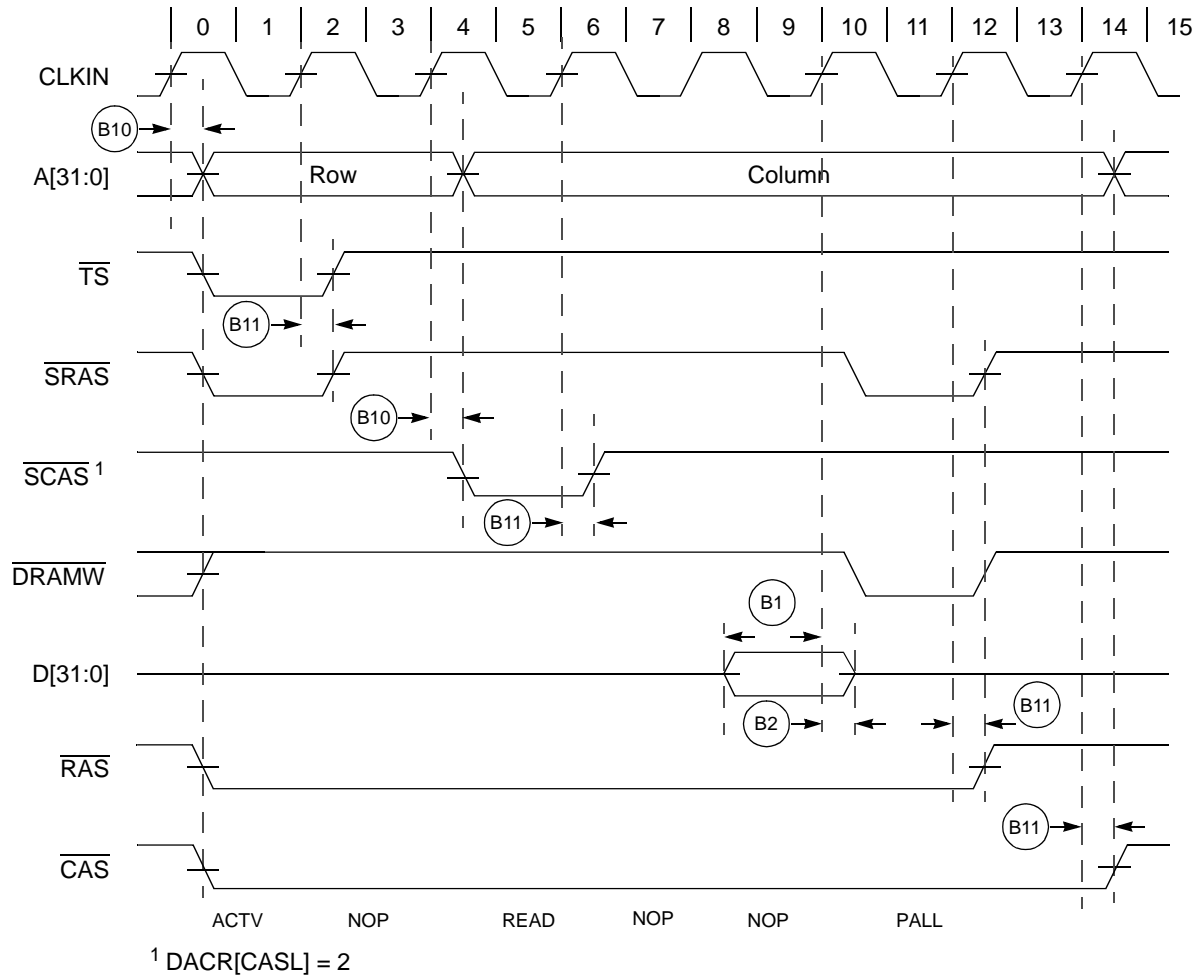 0 1 2 3 4 5 6 7 8 9 10 11 12 13 14 15
CLKIN
B10
A[31:0] Row Column
TS
B11
SRAS
B10
SCAS 1
B11
DRAMW
B1
D[31:0]
B2 B11
RAS
B11
CAS
ACTV NOP READ NOP NOP PALL
1 DACR[CASL] = 2